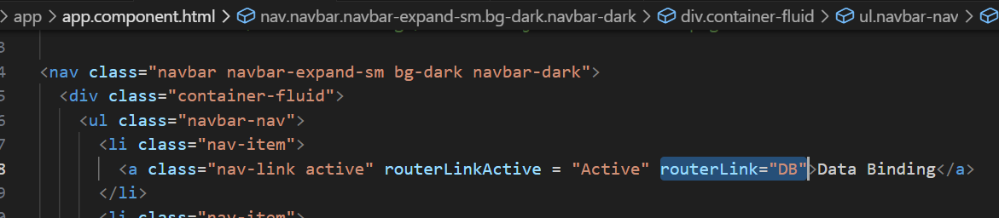 app > app.component.html > nav.navbar.navbar-expand-sm.bg-dark.navbar-dark > div.container-fluid > ul.navbar-nav >
3
4 <nav class="navbar navbar-expand-sm bg-dark navbar-dark">
5 <div class="container-fluid">
6 <ul class="navbar-nav">
7 <li class="nav-item">
8 <a class="nav-link active" routerLinkActive = "Active" routerLink="DB">Data Binding</a>
9 </li>
0 <li class="nav-item">